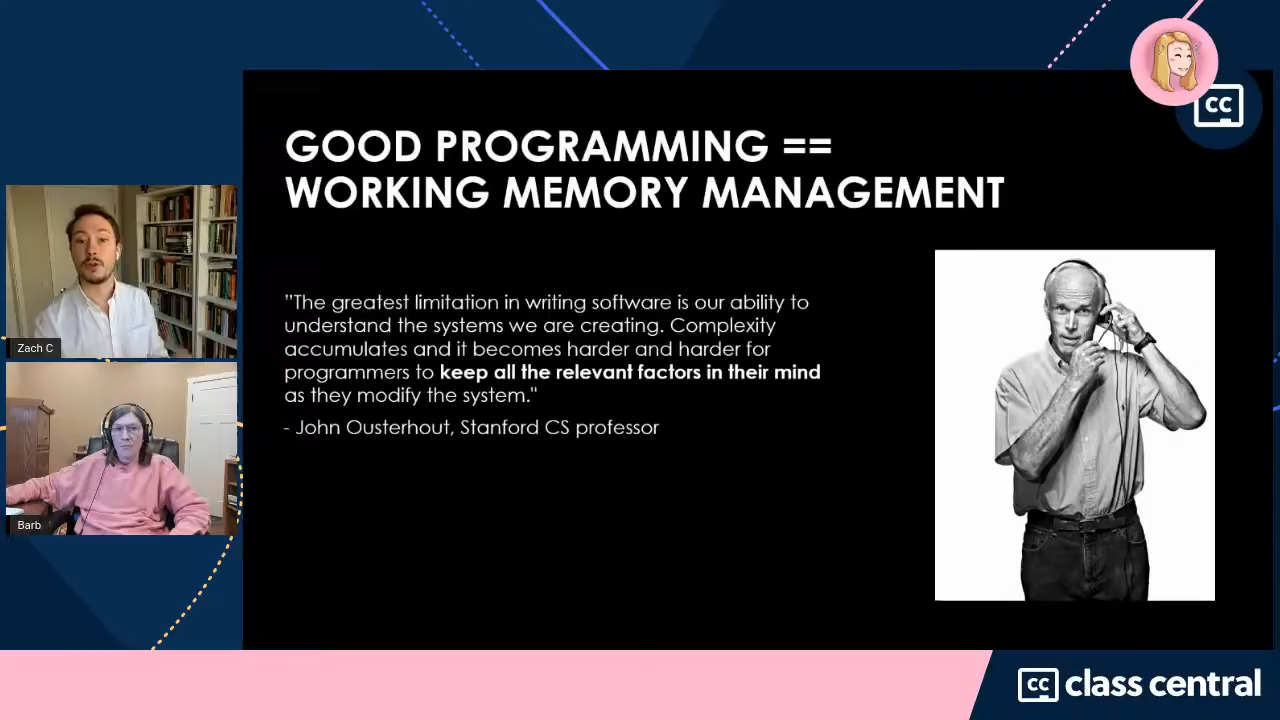 GOOD PROGRAMMING ==
WORKING MEMORY MANAGEMENT
"The greatest limitation in writing software is our ability to
understand the systems we are creating. Complexity
accumulates and it becomes harder and harder for
programmers to keep all the relevant factors in their mind
as they modify the system."
- John Ousterhout, Stanford CS professor
Zach C
Barb
cc
cc class central